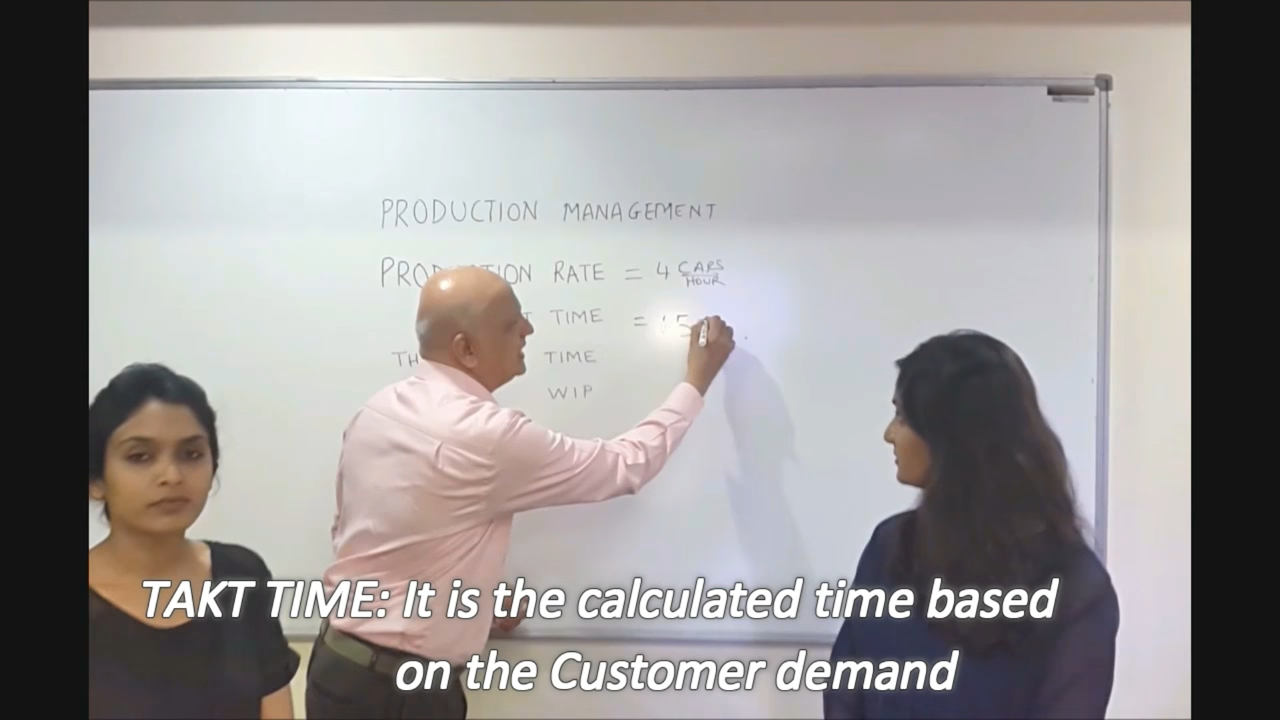 PRODUCTION MANAGEMENT
RATE = 4 CARS
HOUR
TIME = 15
TIME
WIP
TAKT TIME: It is the calculated time based
on the Customer demand